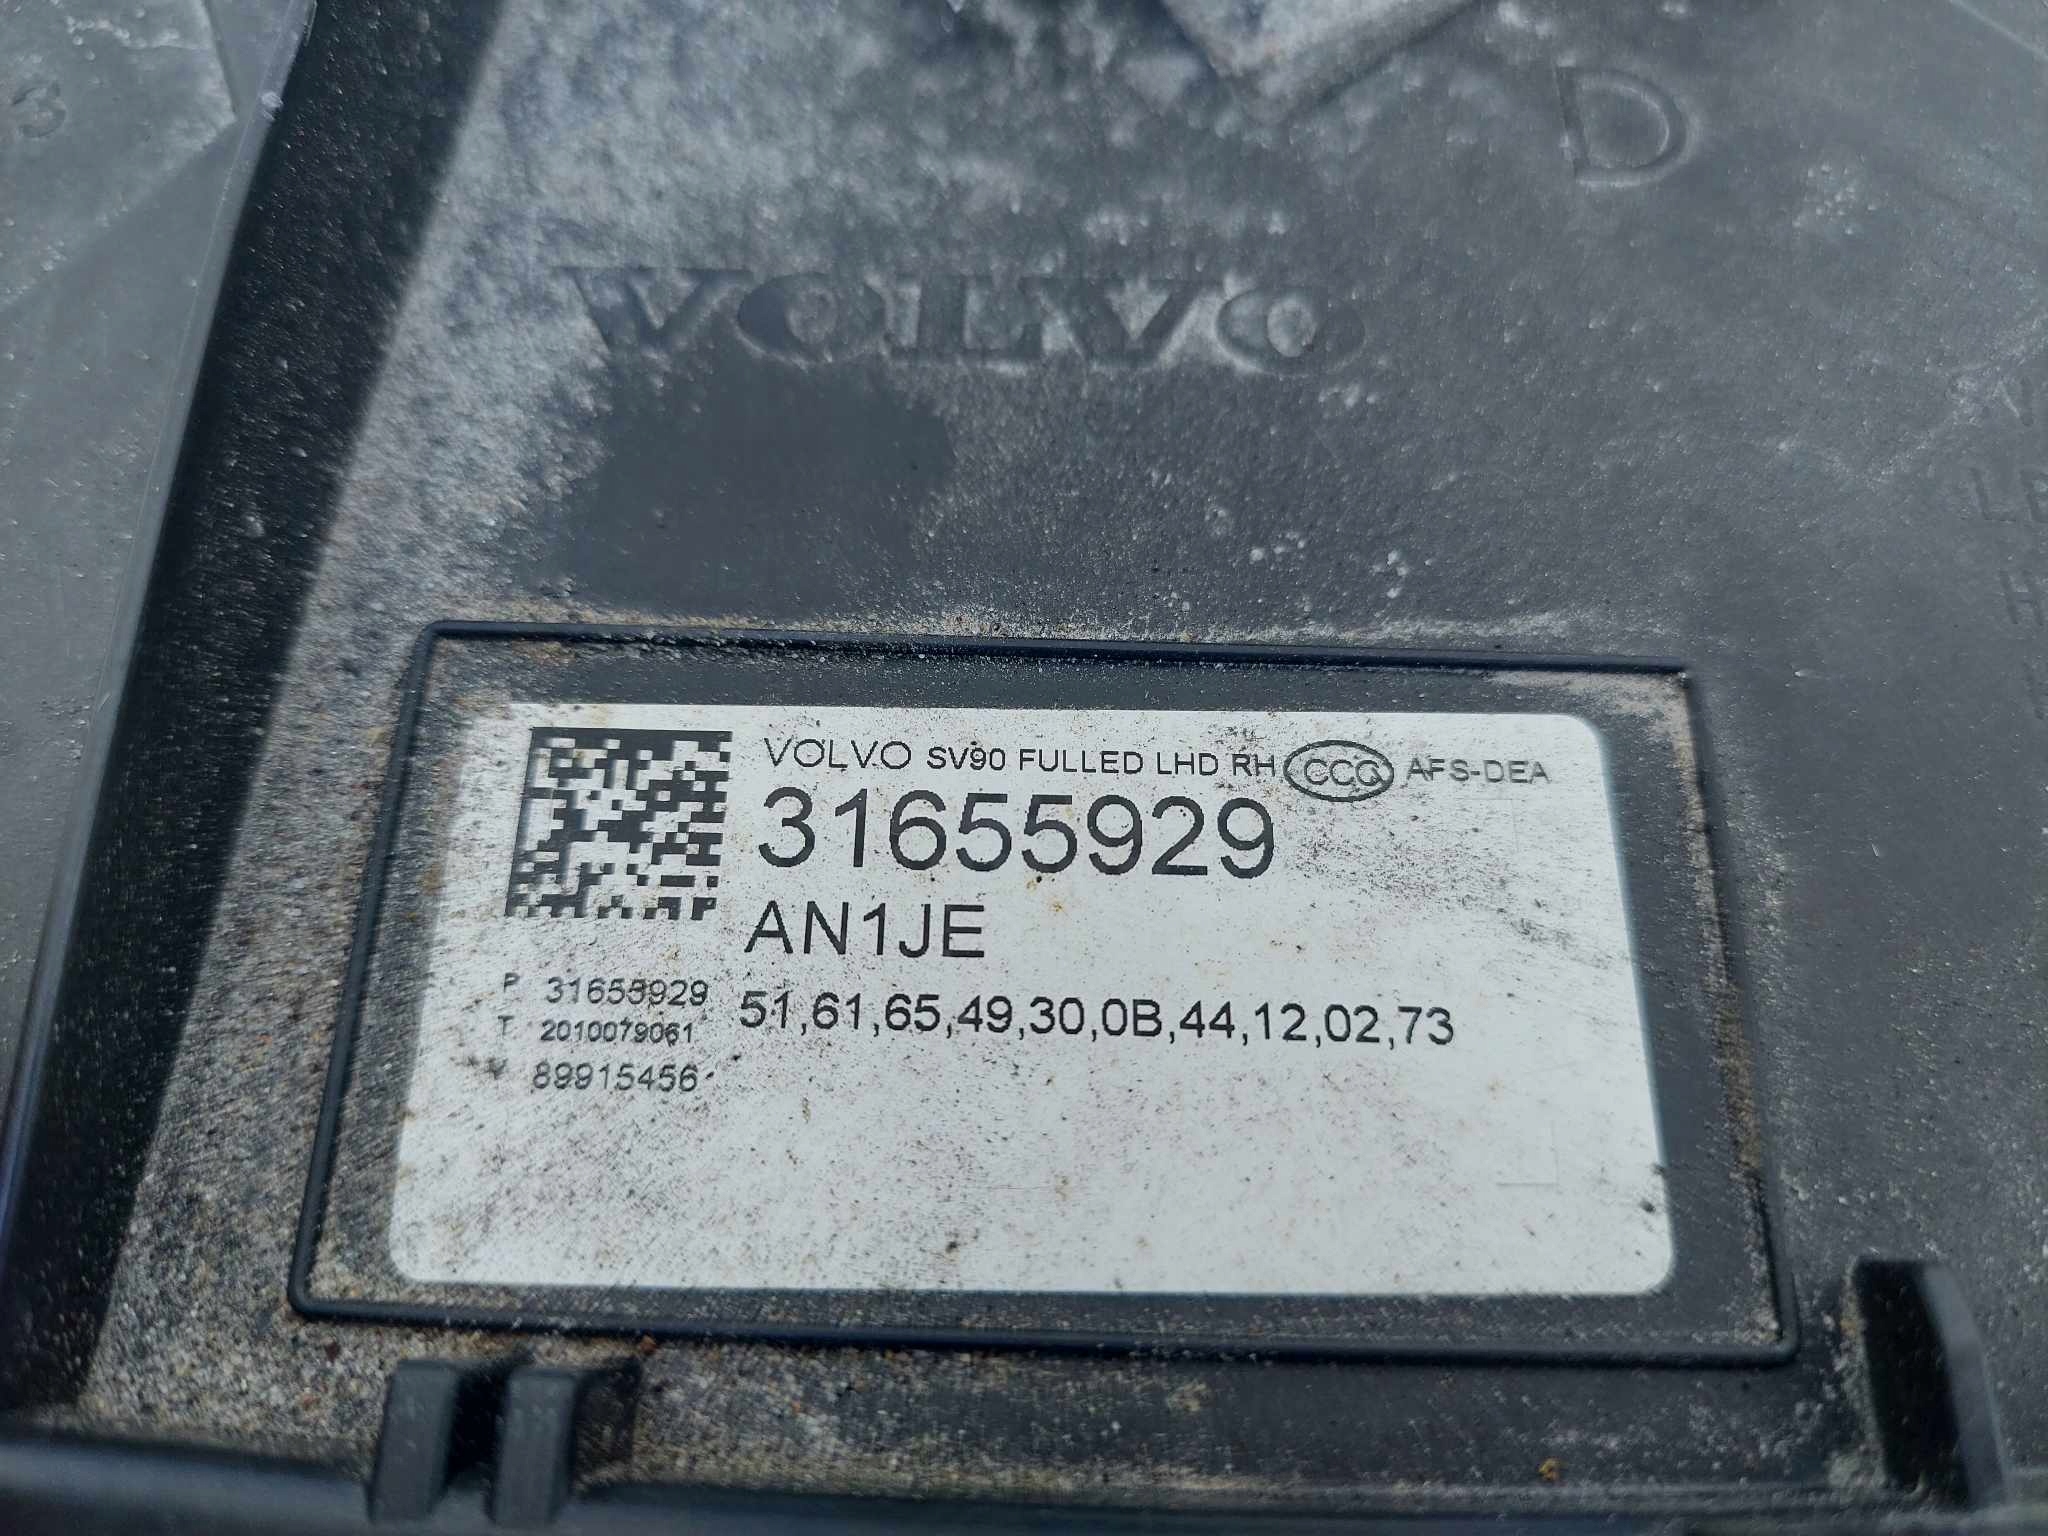 3
D
VOLVO
VOLVO SV90 FULLED LHD RH CCC AFS-DEA
31655929
AN1JE
P 31655929
T 2010079061
V 89915456
51,61,65,49,30,0B,44,12,02,73